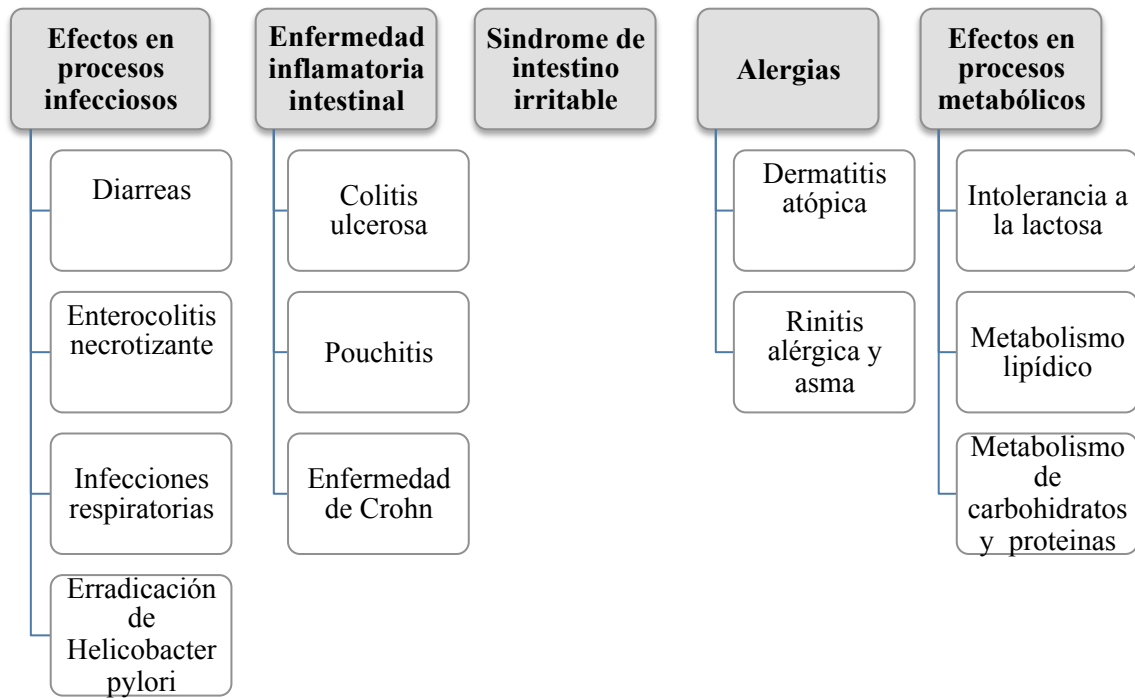 Efectos en
procesos
infecciosos
Diarreas
Enterocolitis
necrotizante
Infecciones
respiratorias
Erradicación
de
Helicobacter
pylori
Enfermedad
inflamatoria
intestinal
Colitis
ulcerosa
Pouchitis
Enfermedad
de Crohn
Sindrome de
intestino
irritable
Alergias
Dermatitis
atópica
Rinitis
alérgica y
asma
Efectos en
procesos
metabólicos
Intolerancia a
la lactosa
Metabolismo
lipídico
Metabolismo
de
carbohidratos
y proteinas